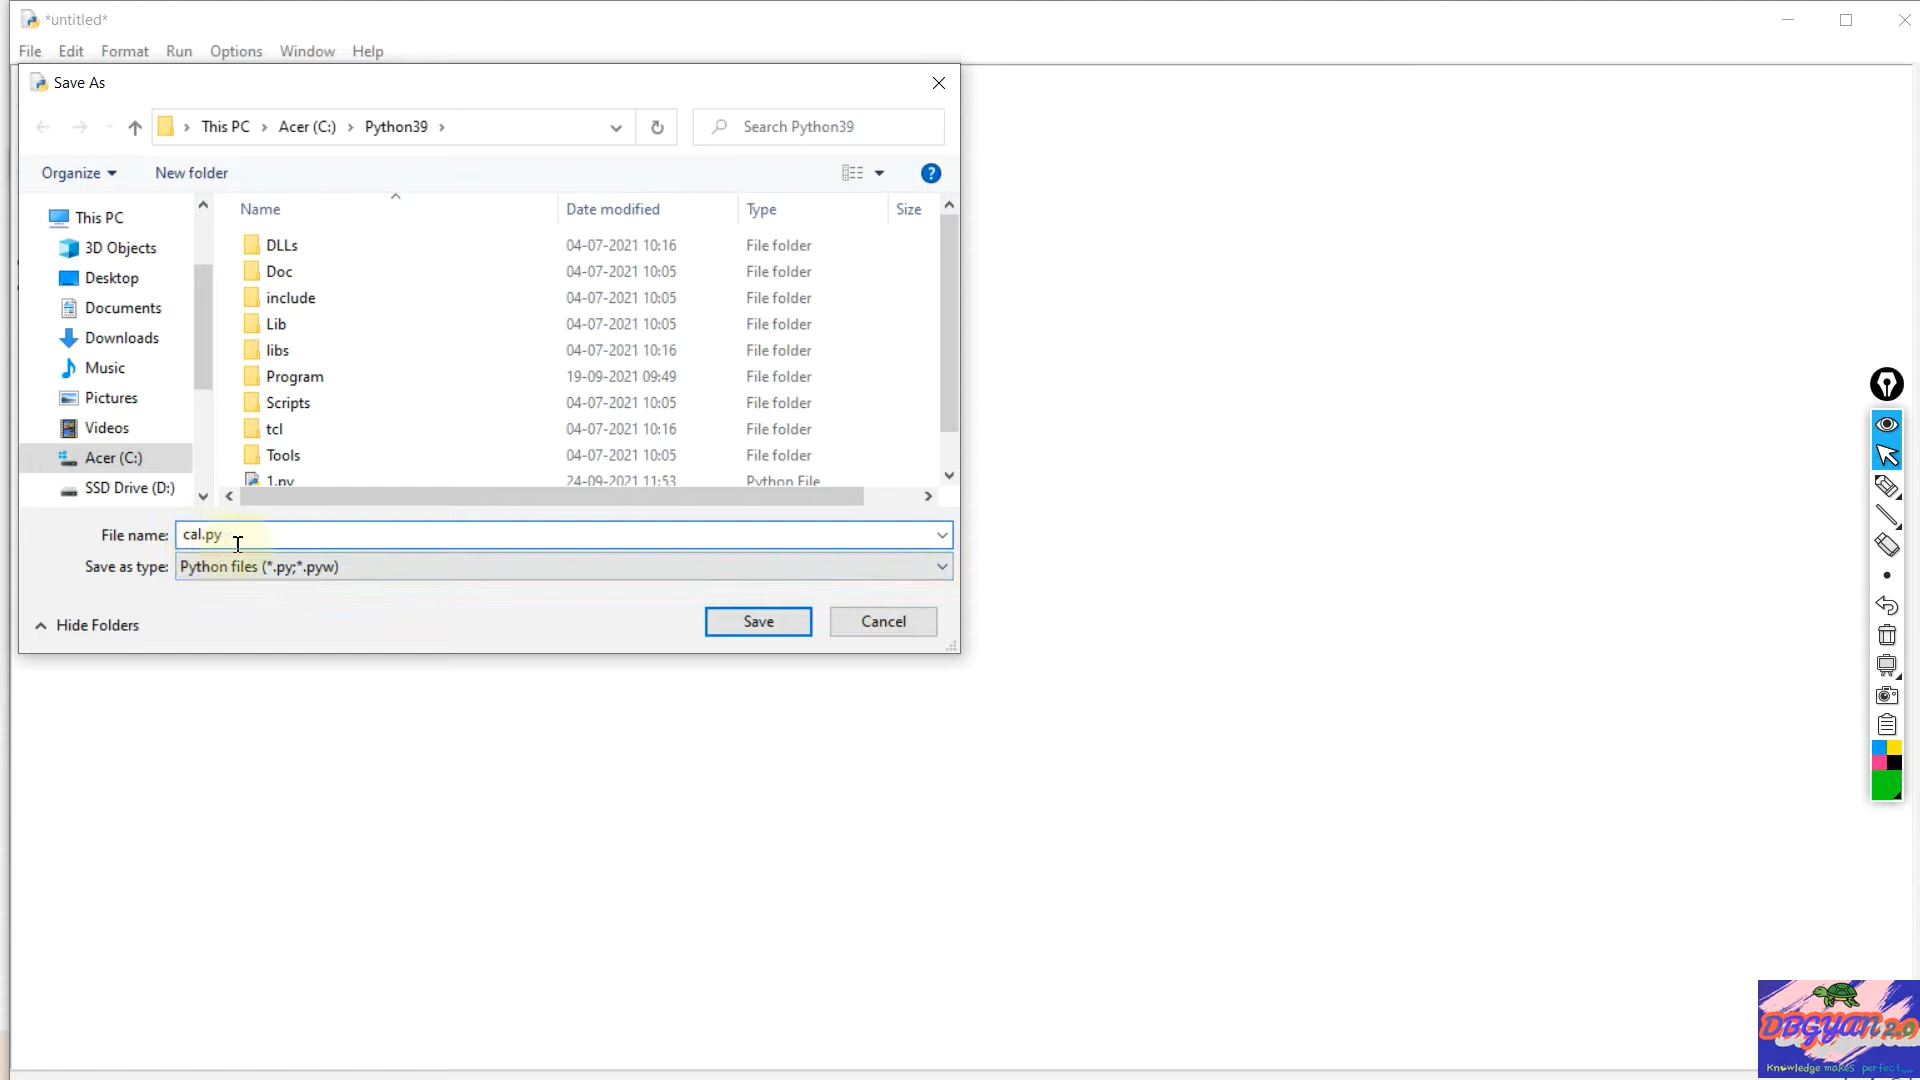 *untitled*
File Edit Format Run Options Window Help
Save As
This PC Acer (C:) Python39
Search Python39
Organize New folder
Name Date modified Type Size
This PC
3D Objects
Desktop
Documents
Downloads
Music
Pictures
Videos
Acer (C:)
SSD Drive (D:)
DLLs 04-07-2021 10:16 File folder
Doc 04-07-2021 10:05 File folder
include 04-07-2021 10:05 File folder
Lib 04-07-2021 10:05 File folder
libs 04-07-2021 10:16 File folder
Program 19-09-2021 09:49 File folder
Scripts 04-07-2021 10:05 File folder
tcl 04-07-2021 10:16 File folder
Tools 04-07-2021 10:05 File folder
1.py 24-09-2021 11:53 Python File
File name: cal.py
Save as type: Python files (*.py;*.pyw)
Hide Folders
Save Cancel
DBGyan 2.0
Knowledge makes perfect....